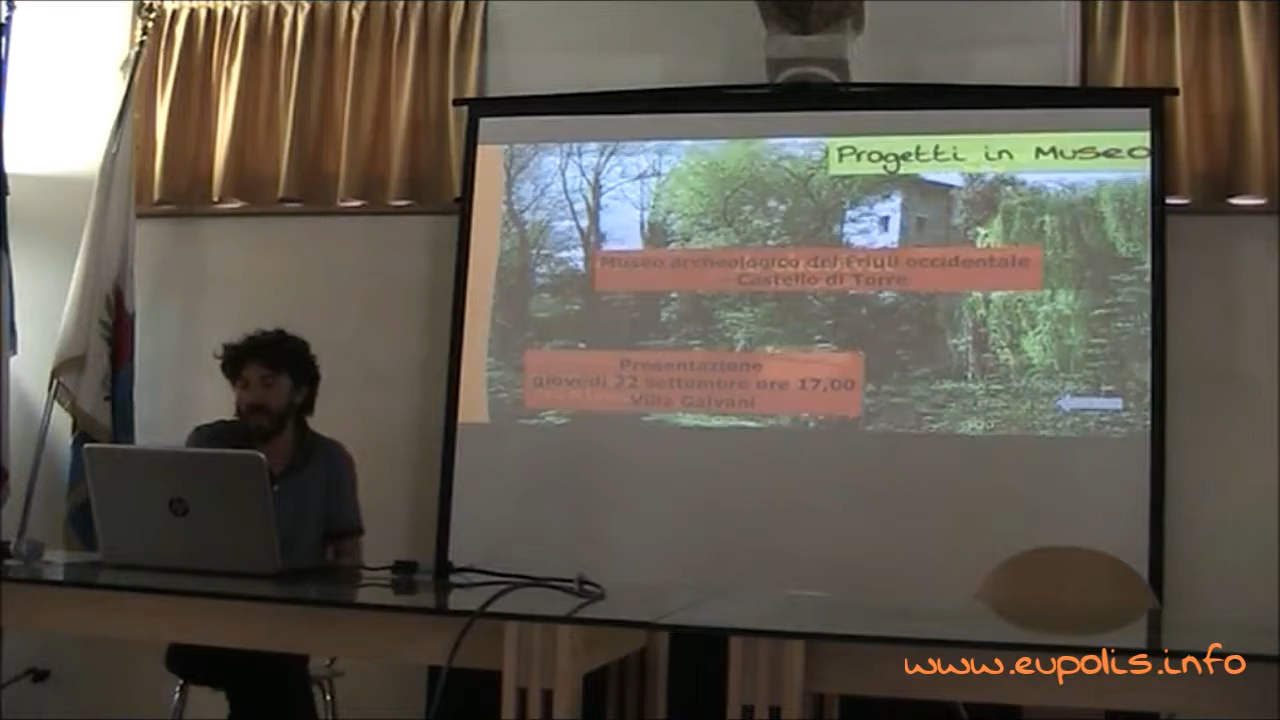 Progetti in Museo
Museo archeologico del Friuli occidentale
Castello di Torre
Presentazione
giovedì 22 settembre ore 17,00
Villa Galvani
hp
www.eupolis.info